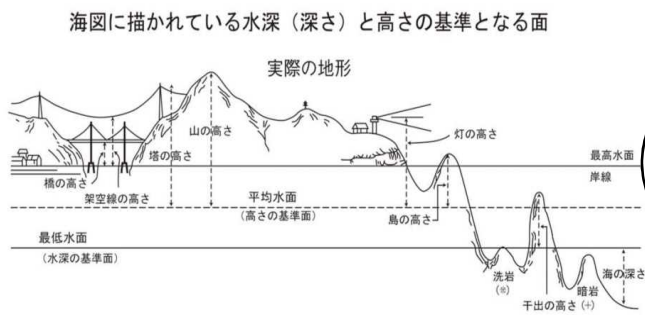 海図に描かれている水深（深さ）と高さの基準となる面
実際の地形
山の高さ
灯の高さ
塔の高さ
最高水面
岸線
橋の高さ
架空線の高さ
平均水面
（高さの基準面）
島の高さ
最低水面
（水深の基準面）
海の深さ
洗岩
暗岩
干出の高さ
(+)